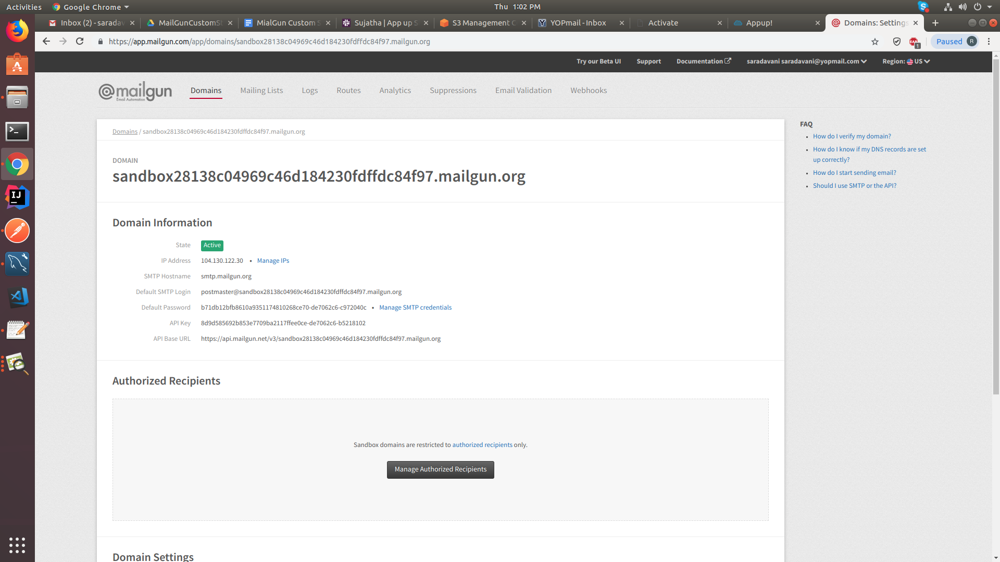 Activities Google Chrome Thu 1:02 PM
Inbox (2) - saradav MailGunCustomSt MialGun Custom S Sujatha | App up S S3 Management C YOPmail - Inbox Activate Appup! Domains: Settings
https://app.mailgun.com/app/domains/sandbox28138c04969c46d184230fdffdc84f97.mailgun.org 1 Paused R
Try our Beta UI Support Documentation saradavani saradavani@yopmail.com Region: US
@mailgun Domains Mailing Lists Logs Routes Analytics Suppressions Email Validation Webhooks
Email Automation
Domains / sandbox28138c04969c46d184230fdffdc84f97.mailgun.org
DOMAIN
sandbox28138c04969c46d184230fdffdc84f97.mailgun.org
Domain Information
State Active
IP Address 104.130.122.30 • Manage IPs
SMTP Hostname smtp.mailgun.org
Default SMTP Login postmaster@sandbox28138c04969c46d184230fdffdc84f97.mailgun.org
Default Password b71db12bfb8610a9351174810268ce70-de7062c6-c972040c • Manage SMTP credentials
API Key 8d9d585692b853e7709ba2117ffee0ce-de7062c6-b5218102
API Base URL https://api.mailgun.net/v3/sandbox28138c04969c46d184230fdffdc84f97.mailgun.org
Authorized Recipients
Sandbox domains are restricted to authorized recipients only.
Manage Authorized Recipients
Domain Settings
FAQ
How do I verify my domain?
How do I know if my DNS records are set
up correctly?
How do I start sending email?
Should I use SMTP or the API?